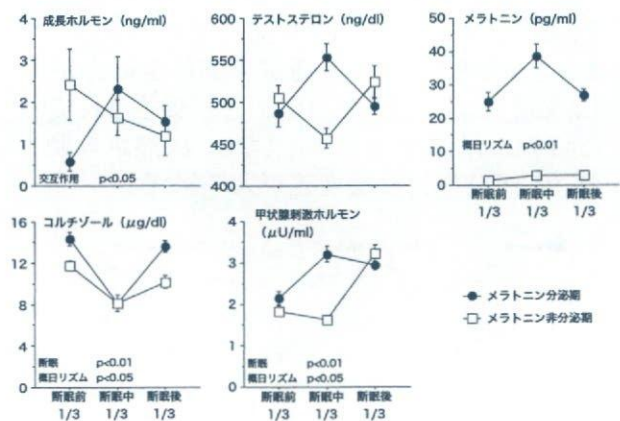 成長ホルモン (ng/ml)
4
3
2
1
0
交互作用 p<0.05
テストステロン (ng/dl)
600
550
500
450
400
メラトニン (pg/ml)
50
40
30
20
10
0
概日リズム p<0.01
断眠前 断眠中 断眠後
1/3 1/3 1/3
コルチゾール (μg/dl)
16
12
8
4
0
断眠 p<0.01
概日リズム p<0.05
断眠前 断眠中 断眠後
1/3 1/3 1/3
甲状腺刺激ホルモン
(μU/ml)
4
3
2
1
0
断眠 p<0.01
概日リズム p<0.05
断眠前 断眠中 断眠後
1/3 1/3 1/3
メラトニン分泌期
メラトニン非分泌期